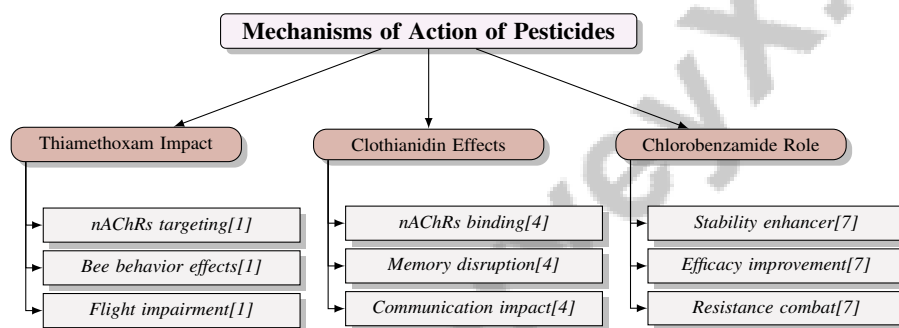 Mechanisms of Action of Pesticides
Thiamethoxam Impact
nAChRs targeting[1]
Bee behavior effects[1]
Flight impairment[1]
Clothianidin Effects
nAChRs binding[4]
Memory disruption[4]
Communication impact[4]
Chlorobenzamide Role
Stability enhancer[7]
Efficacy improvement[7]
Resistance combat[7]